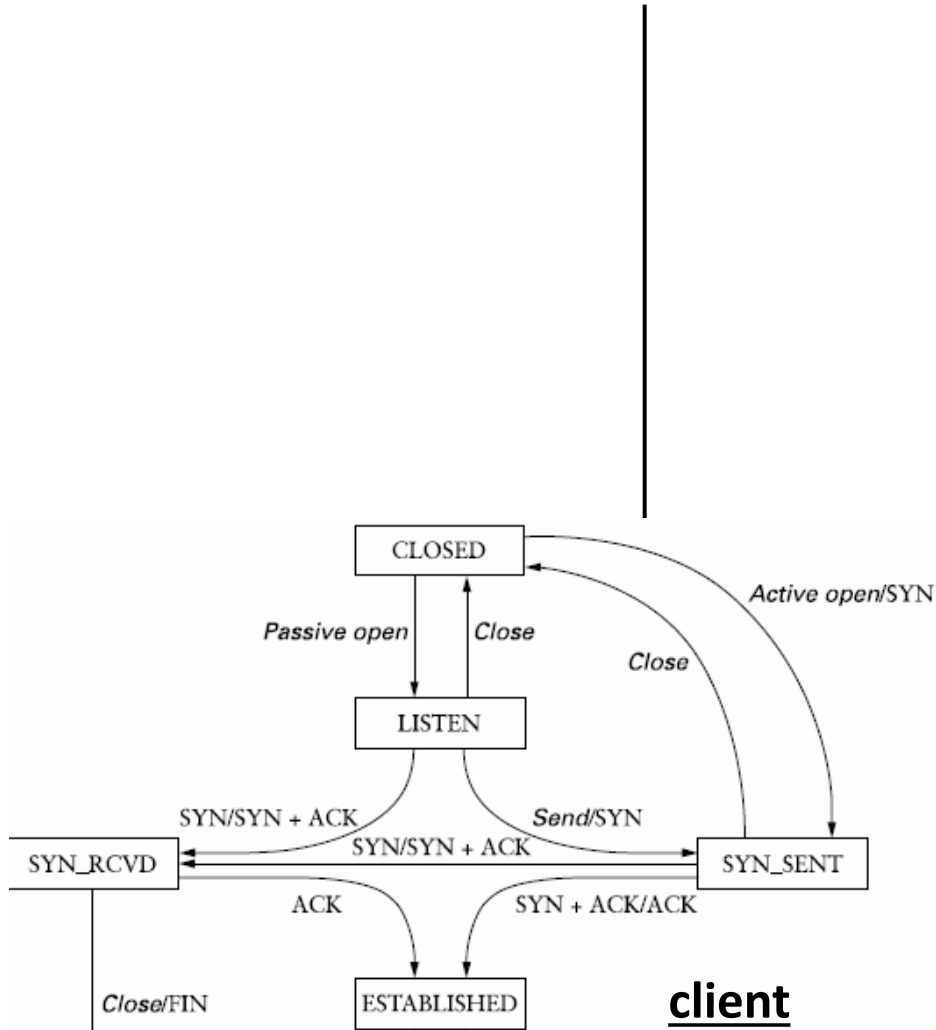 CLOSED
Active open/SYN
Passive open
Close
Close
LISTEN
SYN/SYN + ACK
Send/SYN
SYN/SYN + ACK
SYN_RCVD
SYN_SENT
ACK
SYN + ACK/ACK
Close/FIN
ESTABLISHED
client